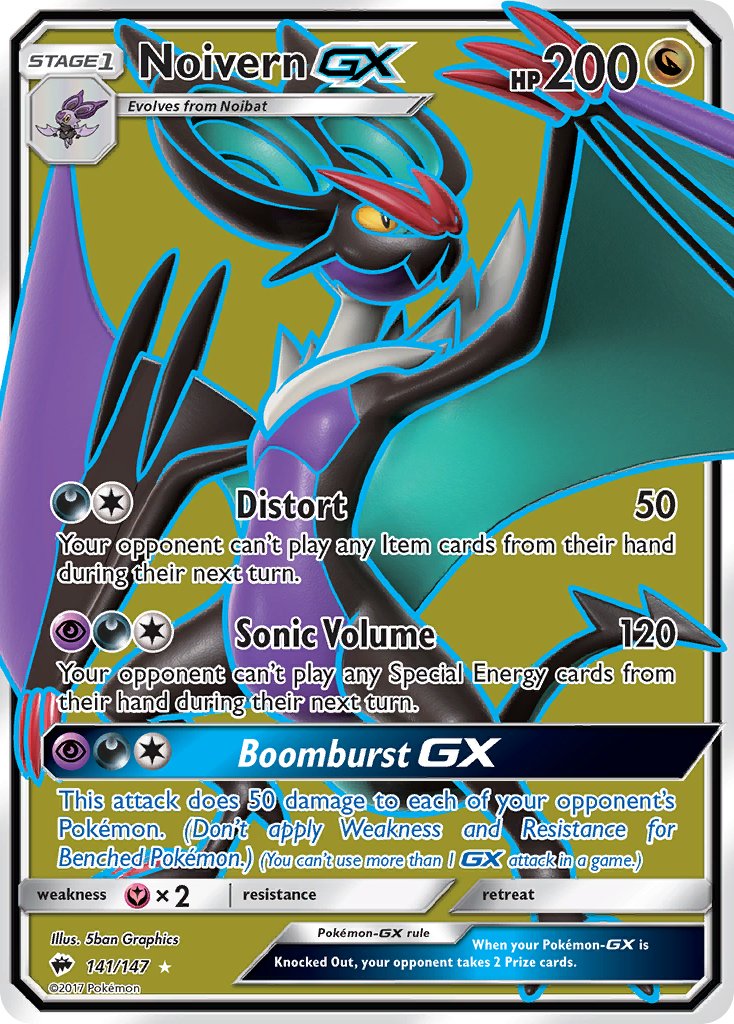 STAGE1 Noivern GX HP200
Evolves from Noibat
Distort 50
Your opponent can't play any Item cards from their hand
during their next turn.
Sonic Volume 120
Your opponent can't play any Special Energy cards from
their hand during their next turn.
Boomburst GX
This attack does 50 damage to each of your opponent's
Pokémon. (Don't apply Weakness and Resistance for
Benched Pokémon.) (You can't use more than 1 GX attack in a game.)
weakness ×2 resistance retreat
Illus. 5ban Graphics
141/147
©2017 Pokémon
Pokémon-GX rule
When your Pokémon-GX is
Knocked Out, your opponent takes 2 Prize cards.